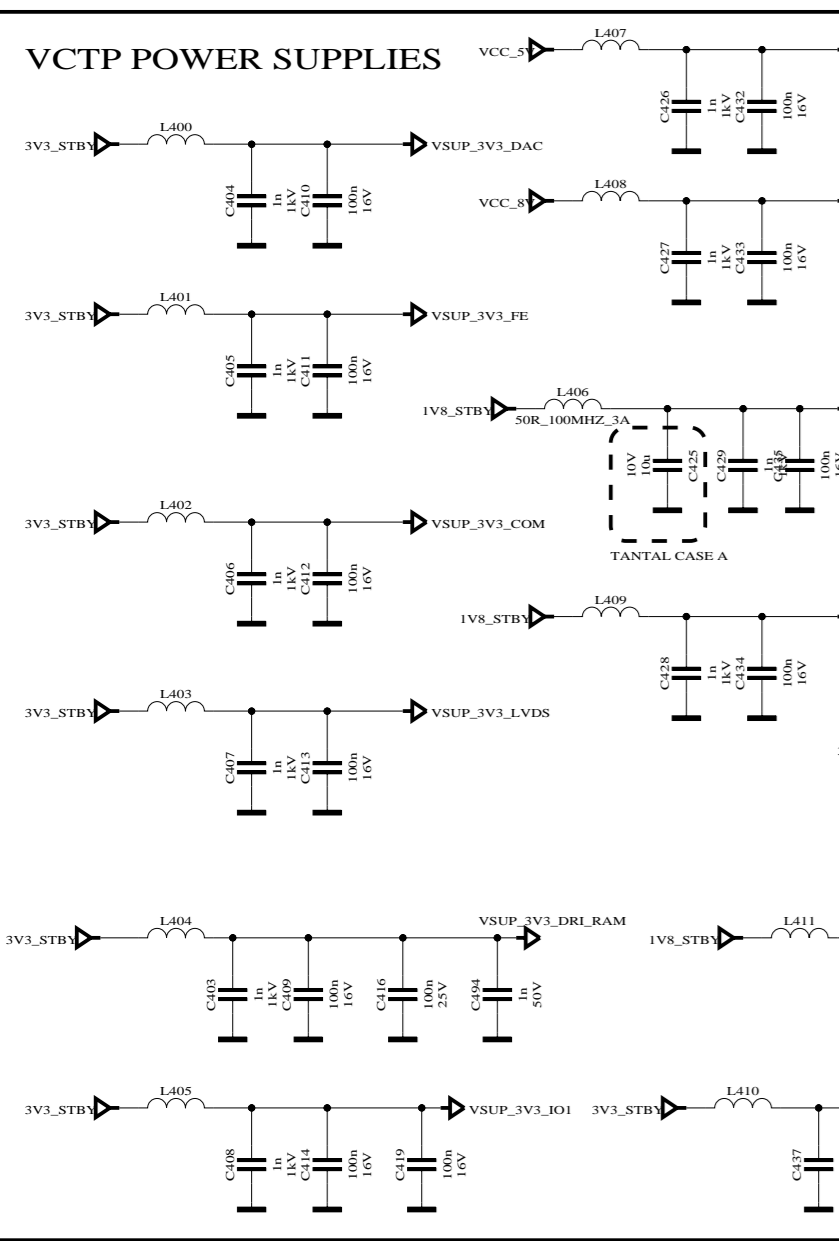 VCTP POWER SUPPLIES
VCC_5V
L407
C426
1n
1kV
C432
100n
16V
3V3_STBY
L400
VSUP_3V3_DAC
C404
1n
1kV
C410
100n
16V
VCC_8V
L408
C427
1n
1kV
C433
100n
16V
3V3_STBY
L401
VSUP_3V3_FE
C405
1n
1kV
C411
100n
16V
1V8_STBY
L406
50R_100MHZ_3A
10V
10u
C425
C429
1n
1kV
C435
100n
16V
TANTAL CASE A
3V3_STBY
L402
VSUP_3V3_COM
C406
1n
1kV
C412
100n
16V
1V8_STBY
L409
C428
1n
1kV
C434
100n
16V
3V3_STBY
L403
VSUP_3V3_LVDS
C407
1n
1kV
C413
100n
16V
3V3_STBY
L404
VSUP_3V3_DRI_RAM
C403
1n
1kV
C409
100n
16V
C416
100n
25V
C494
1n
50V
1V8_STBY
L411
3V3_STBY
L405
VSUP_3V3_IO1
C408
1n
1kV
C414
100n
16V
C419
100n
16V
3V3_STBY
L410
C437